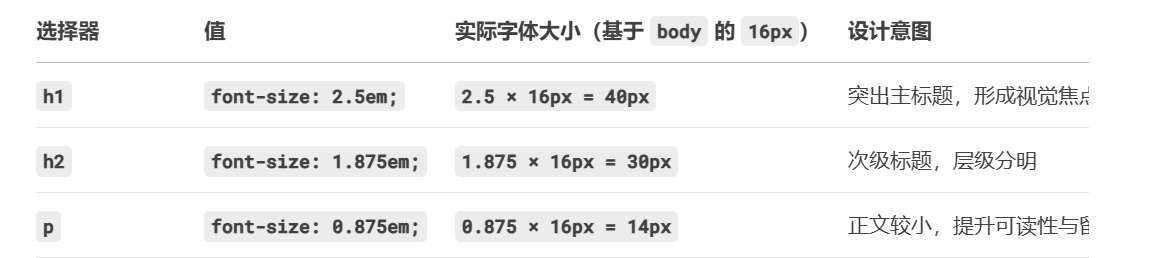 选择器 值 实际字体大小（基于 body 的 16px） 设计意图
h1 font-size: 2.5em; 2.5 × 16px = 40px 突出主标题，形成视觉焦点
h2 font-size: 1.875em; 1.875 × 16px = 30px 次级标题，层级分明
p font-size: 0.875em; 0.875 × 16px = 14px 正文较小，提升可读性与